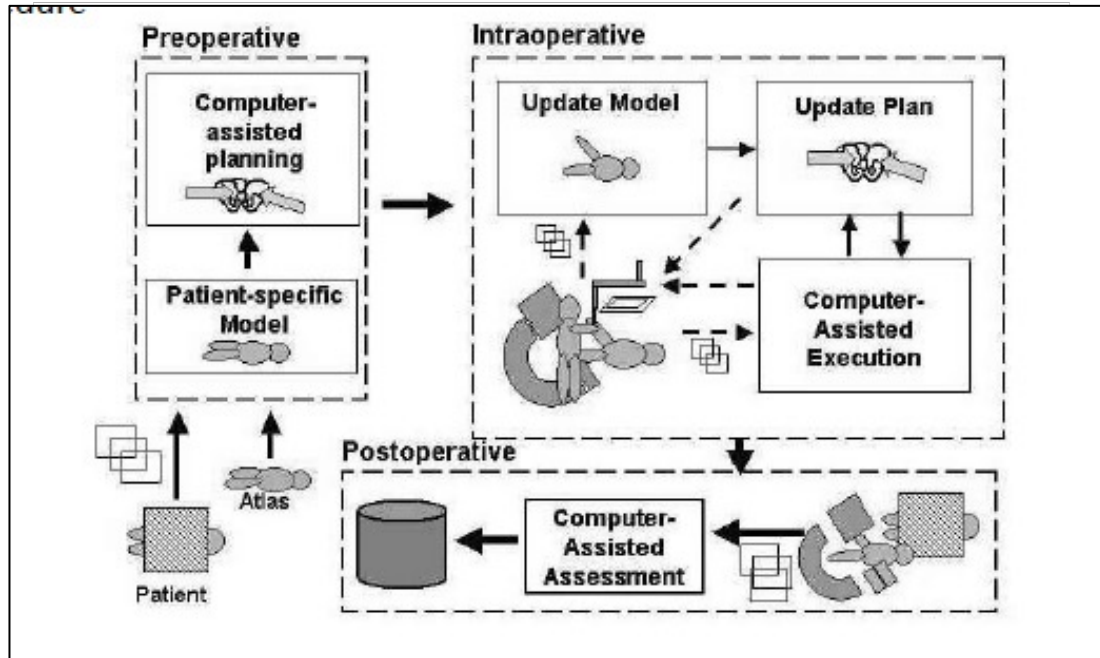 Preoperative
Computer-
assisted
planning
Patient-specific
Model
Atlas
Patient
Intraoperative
Update Model
Update Plan
Computer-
Assisted
Execution
Postoperative
Computer-
Assisted
Assessment